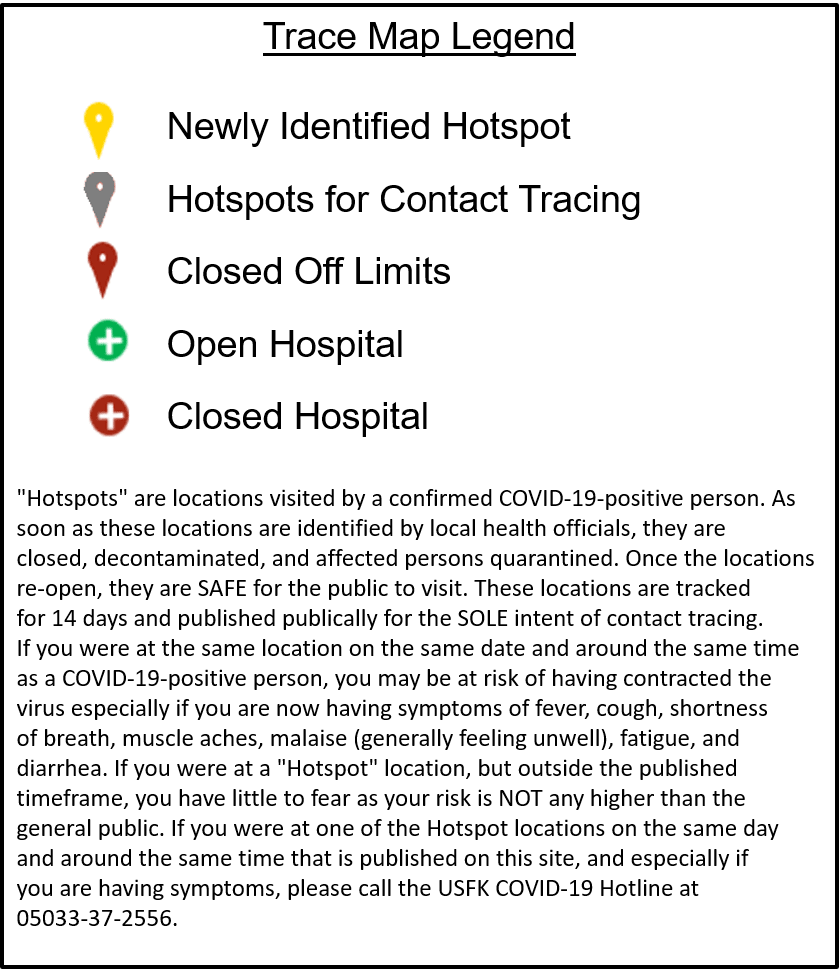 Trace Map Legend
Newly Identified Hotspot
Hotspots for Contact Tracing
Closed Off Limits
Open Hospital
Closed Hospital
"Hotspots" are locations visited by a confirmed COVID-19-positive person. As
soon as these locations are identified by local health officials, they are
closed, decontaminated, and affected persons quarantined. Once the locations
re-open, they are SAFE for the public to visit. These locations are tracked
for 14 days and published publically for the SOLE intent of contact tracing.
If you were at the same location on the same date and around the same time
as a COVID-19-positive person, you may be at risk of having contracted the
virus especially if you are now having symptoms of fever, cough, shortness
of breath, muscle aches, malaise (generally feeling unwell), fatigue, and
diarrhea. If you were at a "Hotspot" location, but outside the published
timeframe, you have little to fear as your risk is NOT any higher than the
general public. If you were at one of the Hotspot locations on the same day
and around the same time that is published on this site, and especially if
you are having symptoms, please call the USFK COVID-19 Hotline at
05033-37-2556.